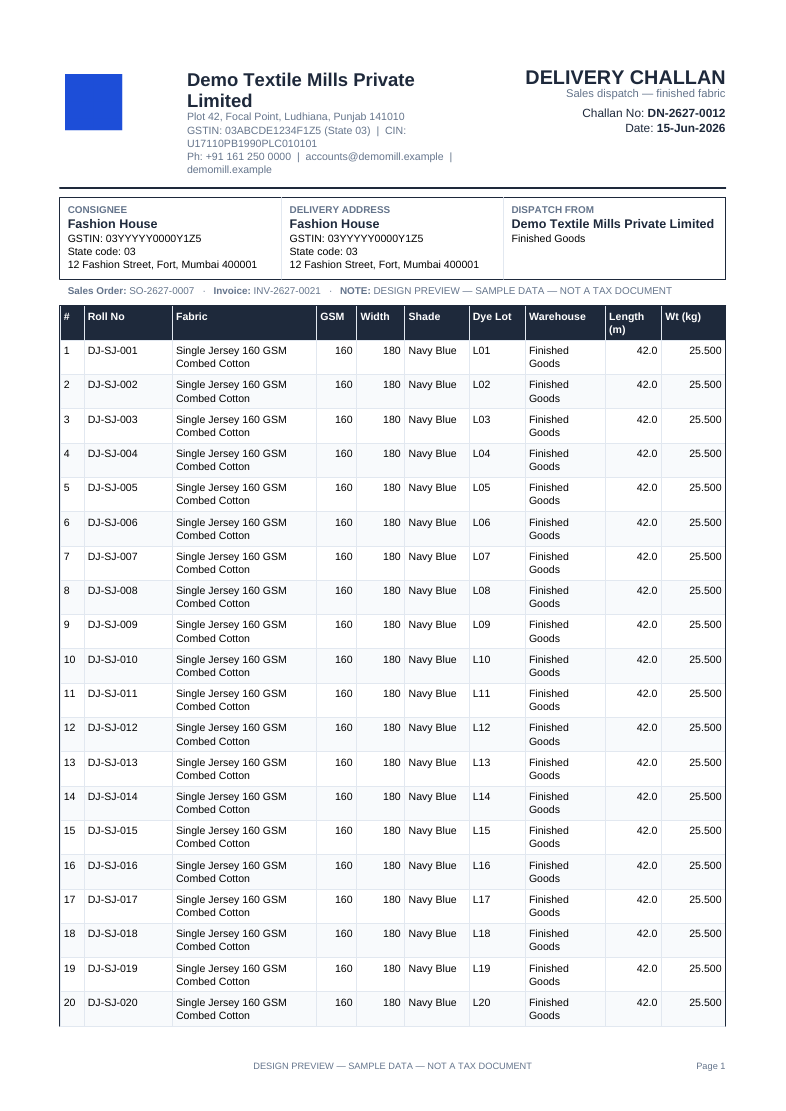 Demo Textile Mills Private
Limited
Plot 42, Focal Point, Ludhiana, Punjab 141010
GSTIN: 03ABCDE1234F1Z5 (State 03) | CIN:
U17110PB1990PLC010101
Ph: +91 161 250 0000 | accounts@demomill.example |
demomill.example
DELIVERY CHALLAN
Sales dispatch — finished fabric
Challan No: DN-2627-0012
Date: 15-Jun-2026
CONSIGNEE
Fashion House
GSTIN: 03YYYYY0000Y1Z5
State code: 03
12 Fashion Street, Fort, Mumbai 400001
DELIVERY ADDRESS
Fashion House
GSTIN: 03YYYYY0000Y1Z5
State code: 03
12 Fashion Street, Fort, Mumbai 400001
DISPATCH FROM
Demo Textile Mills Private Limited
Finished Goods
Sales Order: SO-2627-0007 · Invoice: INV-2627-0021 · NOTE: DESIGN PREVIEW — SAMPLE DATA — NOT A TAX DOCUMENT
# Roll No Fabric GSM Width Shade Dye Lot Warehouse Length (m) Wt (kg)
1 DJ-SJ-001 Single Jersey 160 GSM Combed Cotton 160 180 Navy Blue L01 Finished Goods 42.0 25.500
2 DJ-SJ-002 Single Jersey 160 GSM Combed Cotton 160 180 Navy Blue L02 Finished Goods 42.0 25.500
3 DJ-SJ-003 Single Jersey 160 GSM Combed Cotton 160 180 Navy Blue L03 Finished Goods 42.0 25.500
4 DJ-SJ-004 Single Jersey 160 GSM Combed Cotton 160 180 Navy Blue L04 Finished Goods 42.0 25.500
5 DJ-SJ-005 Single Jersey 160 GSM Combed Cotton 160 180 Navy Blue L05 Finished Goods 42.0 25.500
6 DJ-SJ-006 Single Jersey 160 GSM Combed Cotton 160 180 Navy Blue L06 Finished Goods 42.0 25.500
7 DJ-SJ-007 Single Jersey 160 GSM Combed Cotton 160 180 Navy Blue L07 Finished Goods 42.0 25.500
8 DJ-SJ-008 Single Jersey 160 GSM Combed Cotton 160 180 Navy Blue L08 Finished Goods 42.0 25.500
9 DJ-SJ-009 Single Jersey 160 GSM Combed Cotton 160 180 Navy Blue L09 Finished Goods 42.0 25.500
10 DJ-SJ-010 Single Jersey 160 GSM Combed Cotton 160 180 Navy Blue L10 Finished Goods 42.0 25.500
11 DJ-SJ-011 Single Jersey 160 GSM Combed Cotton 160 180 Navy Blue L11 Finished Goods 42.0 25.500
12 DJ-SJ-012 Single Jersey 160 GSM Combed Cotton 160 180 Navy Blue L12 Finished Goods 42.0 25.500
13 DJ-SJ-013 Single Jersey 160 GSM Combed Cotton 160 180 Navy Blue L13 Finished Goods 42.0 25.500
14 DJ-SJ-014 Single Jersey 160 GSM Combed Cotton 160 180 Navy Blue L14 Finished Goods 42.0 25.500
15 DJ-SJ-015 Single Jersey 160 GSM Combed Cotton 160 180 Navy Blue L15 Finished Goods 42.0 25.500
16 DJ-SJ-016 Single Jersey 160 GSM Combed Cotton 160 180 Navy Blue L16 Finished Goods 42.0 25.500
17 DJ-SJ-017 Single Jersey 160 GSM Combed Cotton 160 180 Navy Blue L17 Finished Goods 42.0 25.500
18 DJ-SJ-018 Single Jersey 160 GSM Combed Cotton 160 180 Navy Blue L18 Finished Goods 42.0 25.500
19 DJ-SJ-019 Single Jersey 160 GSM Combed Cotton 160 180 Navy Blue L19 Finished Goods 42.0 25.500
20 DJ-SJ-020 Single Jersey 160 GSM Combed Cotton 160 180 Navy Blue L20 Finished Goods 42.0 25.500
DESIGN PREVIEW — SAMPLE DATA — NOT A TAX DOCUMENT
Page 1